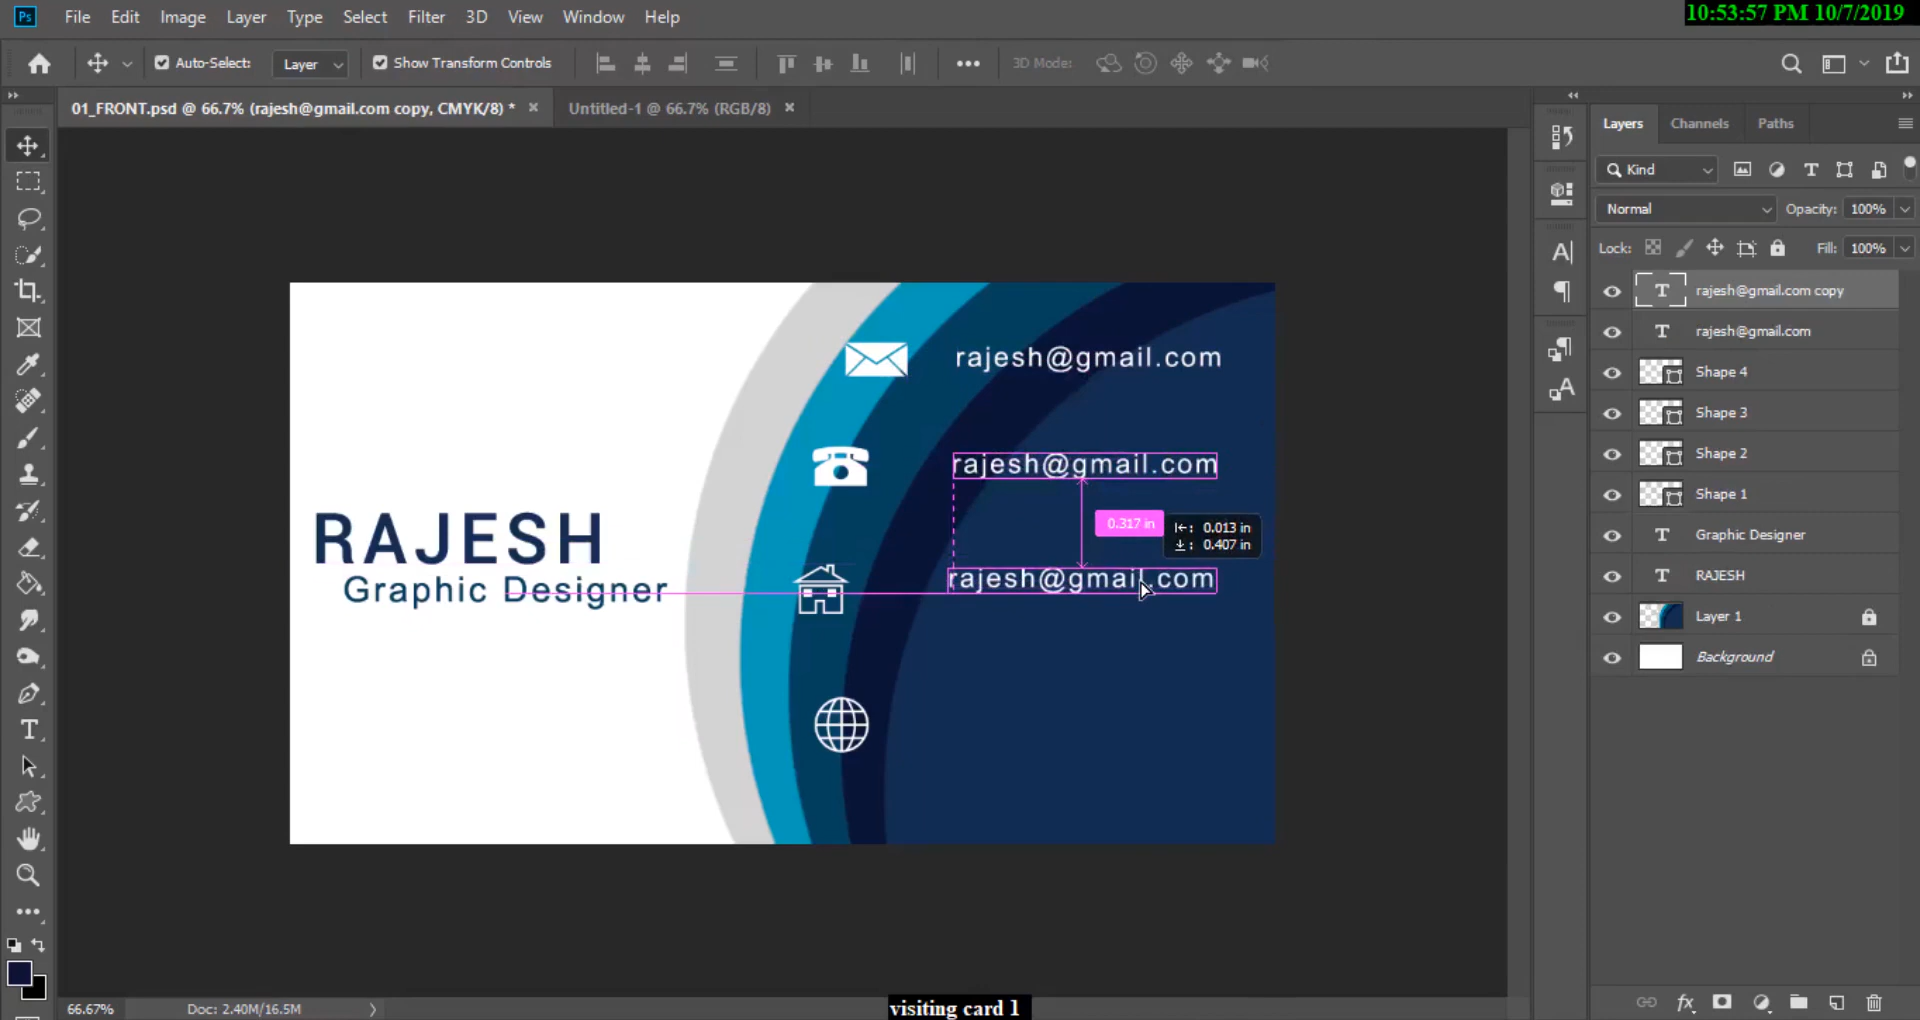 Ps File Edit Image Layer Type Select Filter 3D View Window Help
10:53:57 PM 10/7/2019
Auto-Select: Layer Show Transform Controls 3D Mode:
01_FRONT.psd @ 66.7% (rajesh@gmail.com copy, CMYK/8) *
Untitled-1 @ 66.7% (RGB/8)
rajesh@gmail.com
rajesh@gmail.com
0.317 in
0.013 in
0.407 in
rajesh@gmail.com
RAJESH
Graphic Designer
Layers Channels Paths
Kind
Normal Opacity: 100%
Lock: Fill: 100%
T rajesh@gmail.com copy
T rajesh@gmail.com
Shape 4
Shape 3
Shape 2
Shape 1
T Graphic Designer
T RAJESH
Layer 1
Background
66.67% Doc: 2.40M/16.5M
visiting card 1